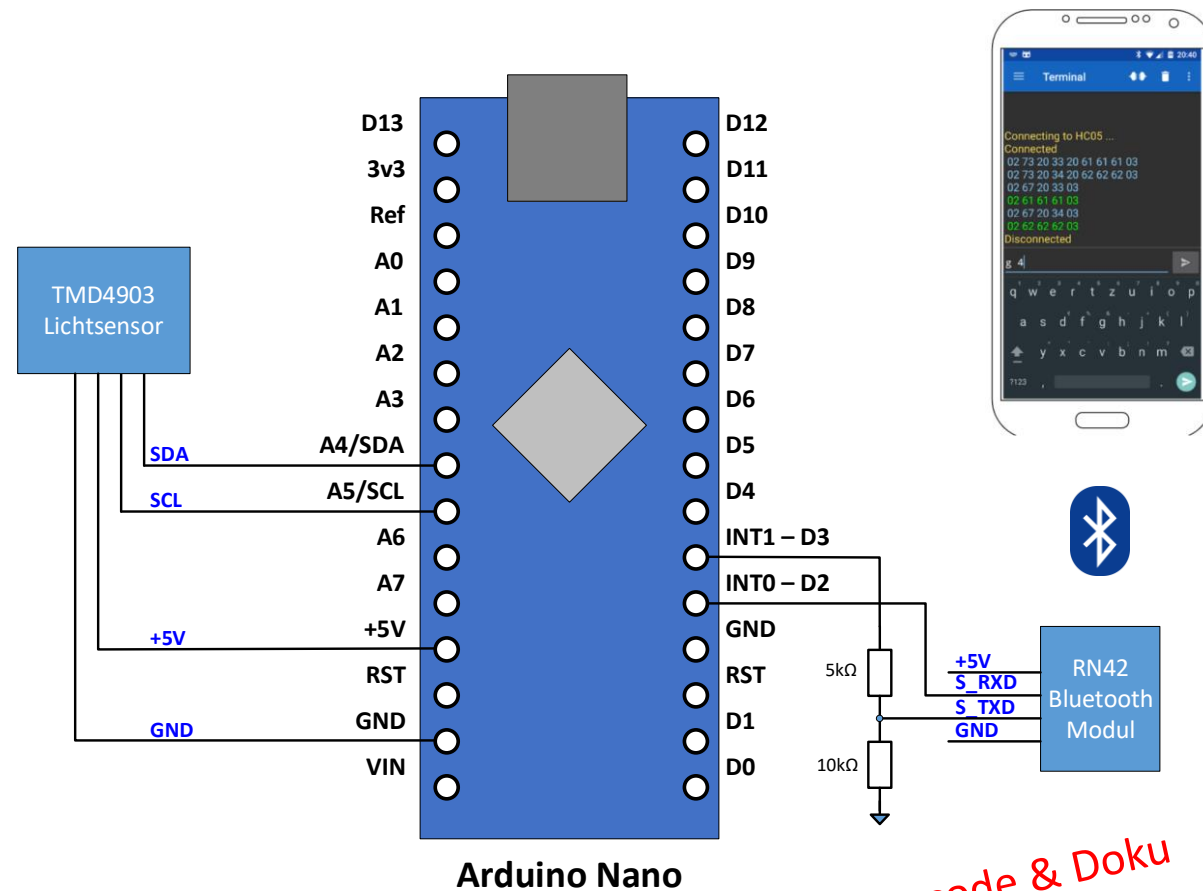 TMD4903
Lichtsensor
SDA
SCL
+5V
GND
D13
3v3
Ref
A0
A1
A2
A3
A4/SDA
A5/SCL
A6
A7
+5V
RST
GND
VIN
D12
D11
D10
D9
D8
D7
D6
D5
D4
INT1 – D3
INT0 – D2
GND
RST
D1
D0
Arduino Nano
5kΩ
10kΩ
+5V
S_RXD
S_TXD
GND
RN42
Bluetooth
Modul
20:40
Terminal
Connecting to HC05 ...
Connected
02 73 20 33 20 61 61 61 03
02 73 20 34 20 62 62 62 03
02 67 20 33 03
02 61 61 61 03
02 67 20 34 03
02 62 62 62 03
Disconnected
g 4
q w e r t z u i o p
a s d f g h j k l
y x c v b n m
?123 , .
& Doku